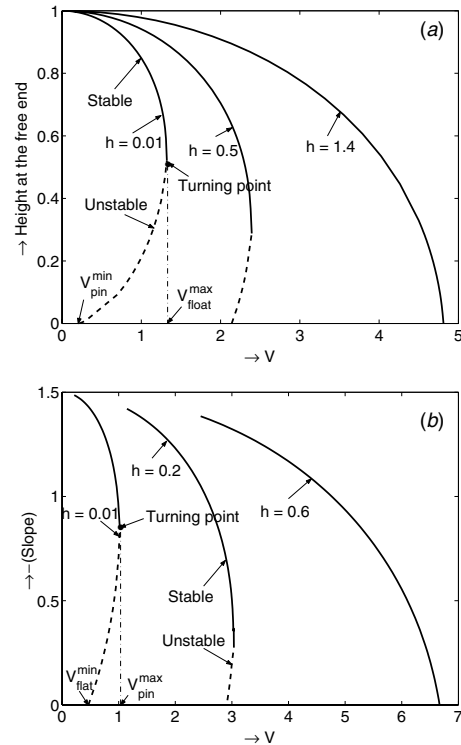 (a)
→ Height at the free end
1
0.8
0.6
0.4
0.2
0
Stable
h = 0.01
h = 0.5
h = 1.4
Turning point
Unstable
V_pin^min
V_float^max
0 1 2 3 4 5
→ V
(b)
→–(Slope)
1.5
1
0.5
0
h = 0.2
h = 0.01
Turning point
h = 0.6
Stable
Unstable
V_flat^min
V_pin^max
0 1 2 3 4 5 6 7
→ V